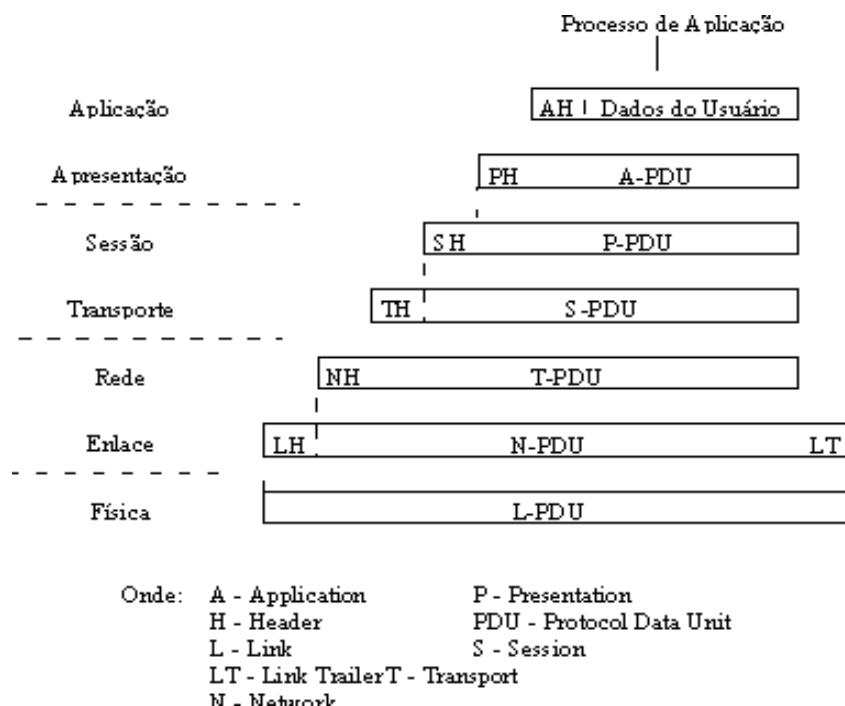 Processo de Aplicação
Aplicação AH Dados do Usuário
Apresentação PH A-PDU
Sessão SH P-PDU
Transporte TH S-PDU
Rede NH T-PDU
Enlace LH N-PDU LT
Física L-PDU
Onde: A - Application P - Presentation
H - Header PDU - Protocol Data Unit
L - Link S - Session
LT - Link Trailer T - Transport
N - Network